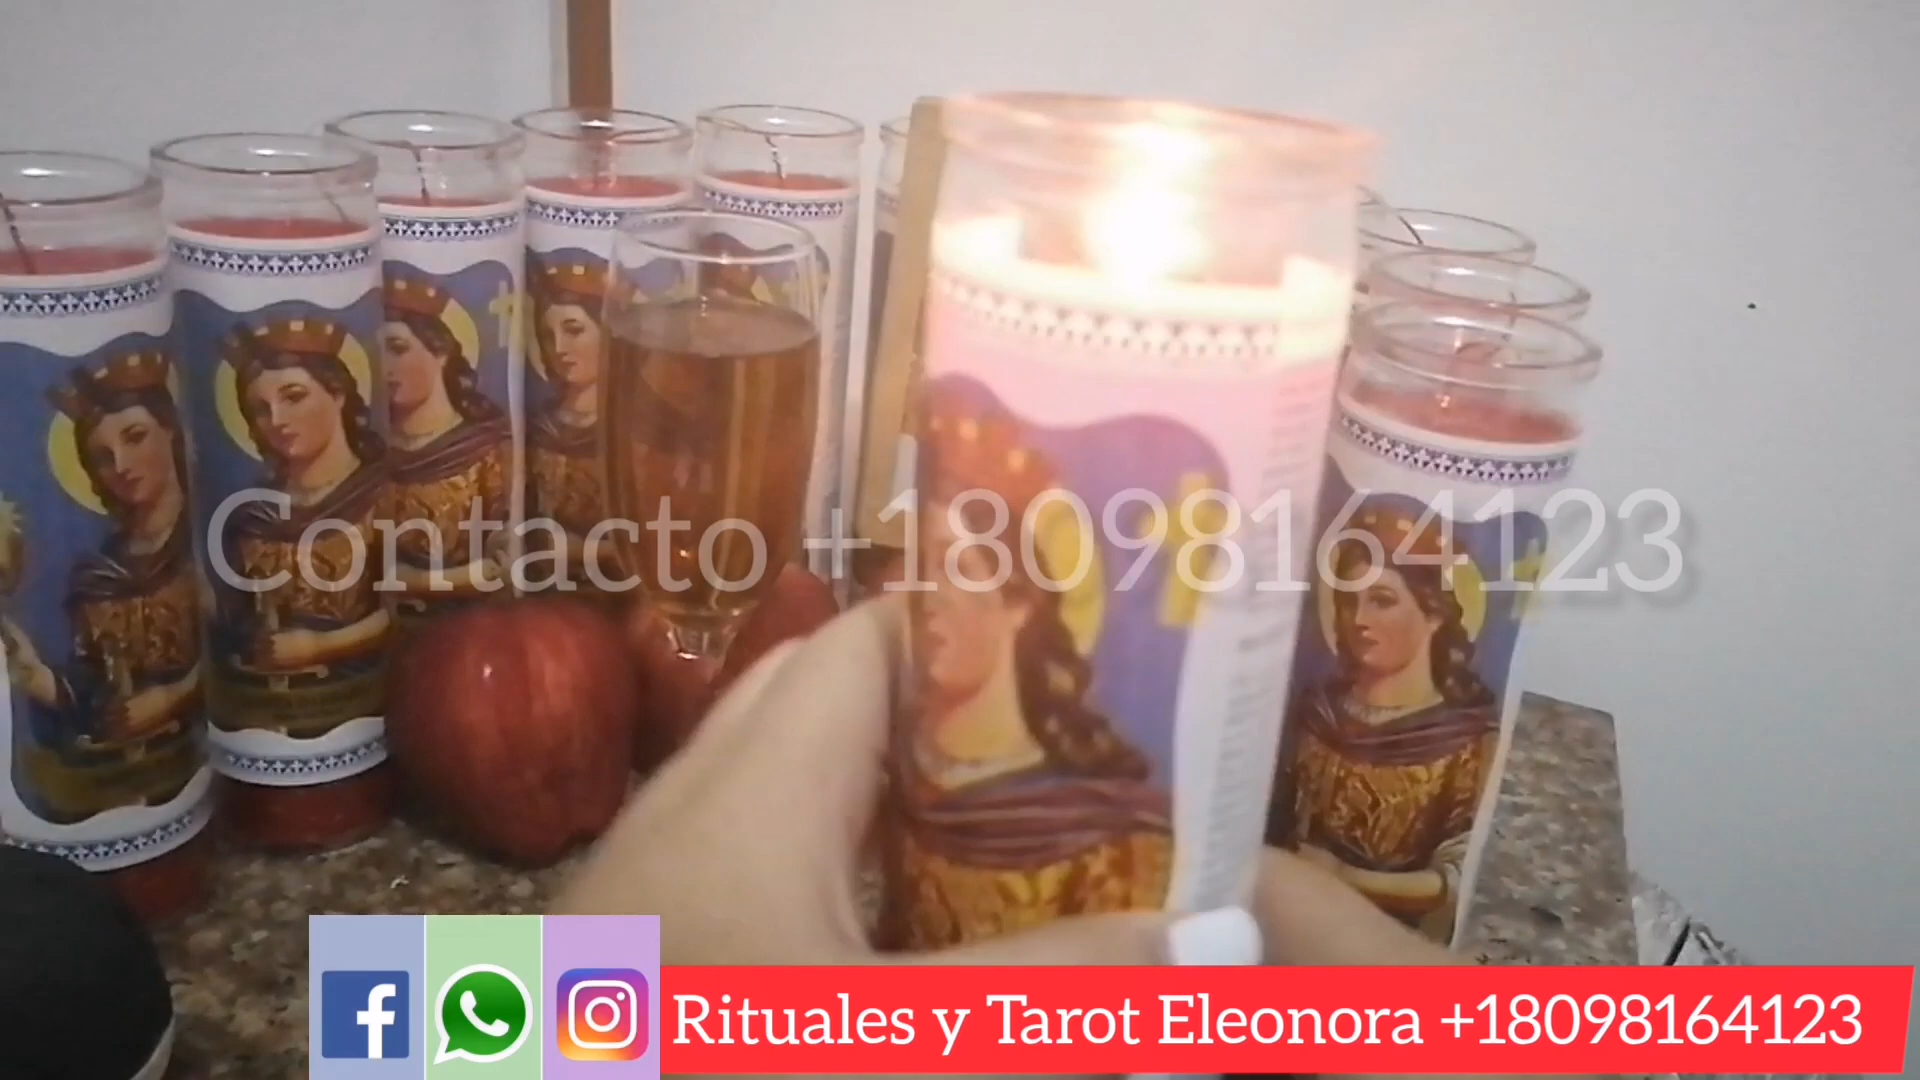 Contacto +18098164123
Rituales y Tarot Eleonora +18098164123